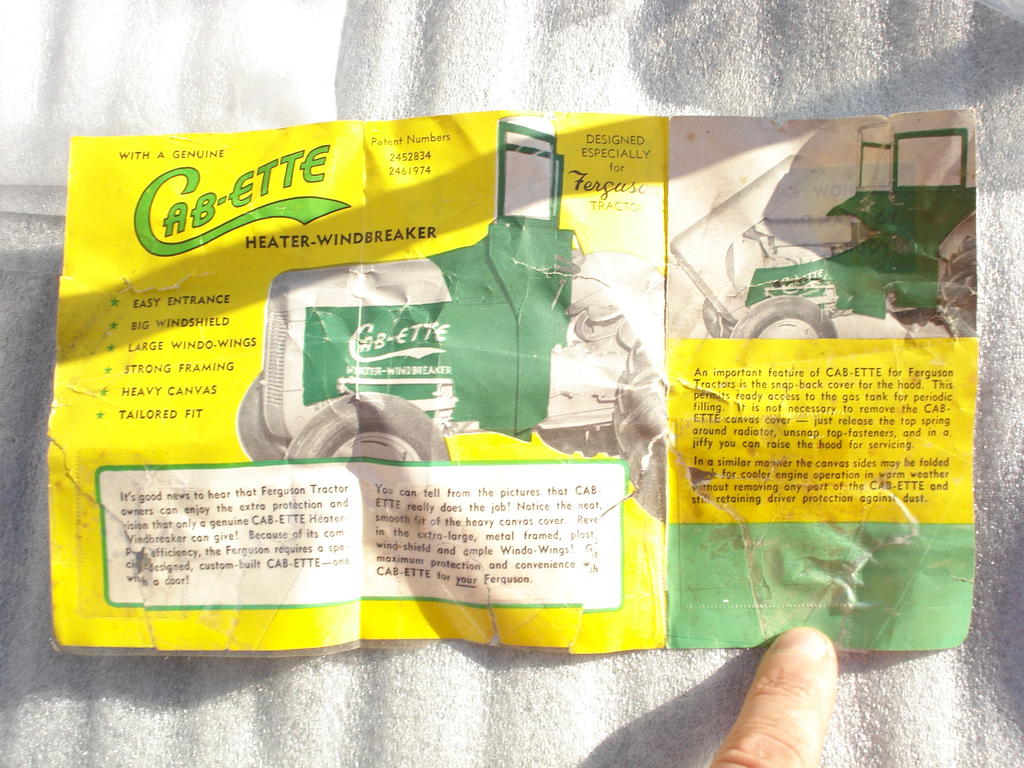 WITH A GENUINE
CAB-ETTE
HEATER-WINDBREAKER
Patent Numbers
2452834
2461974
DESIGNED
ESPECIALLY
for
Ferguson
TRACTOR
★ EASY ENTRANCE
★ BIG WINDSHIELD
★ LARGE WINDO-WINGS
★ STRONG FRAMING
★ HEAVY CANVAS
★ TAILORED FIT
CAB-ETTE
HEATER-WINDBREAKER
It's good news to hear that Ferguson Tractor
owners can enjoy the extra protection and
vision that only a genuine CAB-ETTE Heater-
Windbreaker can give! Because of its com-
efficiency, the Ferguson requires a spe-
designed, custom-built CAB-ETTE—one
with a door!
You can tell from the pictures that CAB-
ETTE really does the job! Notice the neat,
smooth fit of the heavy canvas cover.
in the extra-large, metal framed,
wind-shield and ample Windo-Wings!
maximum protection and convenience
CAB-ETTE for your Ferguson.
CAB-ETTE
An important feature of CAB-ETTE for Ferguson
Tractors is the snap-back cover for the hood. This
permits ready access to the gas tank for periodic
filling. It is not necessary to remove the CAB-
ETTE canvas cover — just release the top spring
around radiator, unsnap top-fasteners, and in a
jiffy you can raise the hood for servicing.
In a similar manner the canvas sides may be folded
for cooler engine operation in warm weather
without removing any part of the CAB-ETTE and
still retaining driver protection against dust.